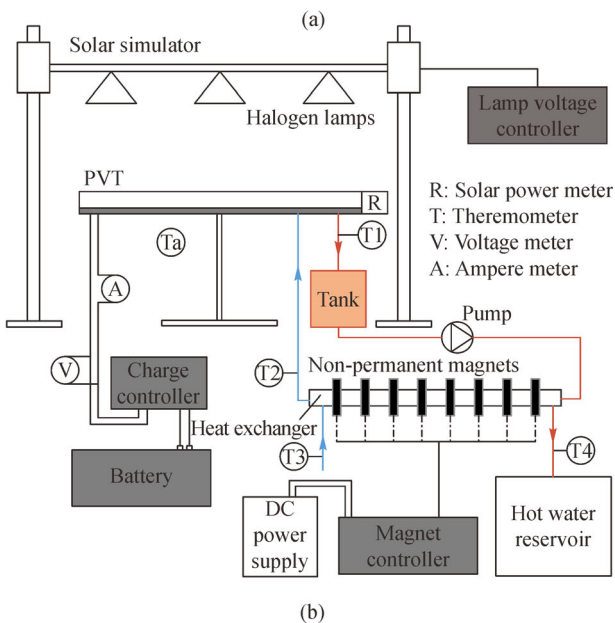 (a)
Solar simulator
Halogen lamps
Lamp voltage
controller
PVT
R
R: Solar power meter
T: Theremometer
V: Voltage meter
A: Ampere meter
Ta
T1
A
Tank
Pump
V
Charge
controller
T2
Non-permanent magnets
Heat exchanger
T3
T4
Battery
DC
power
supply
Magnet
controller
Hot water
reservoir
(b)